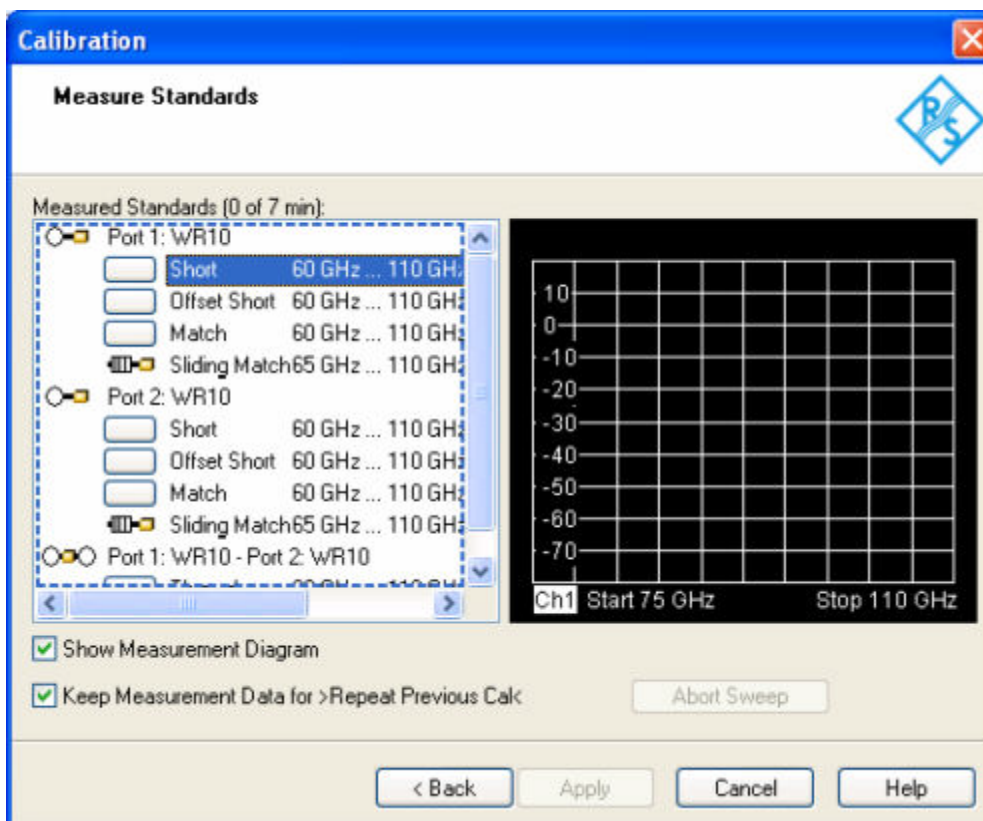 Calibration
Measure Standards
R S
Measured Standards (0 of 7 min):
Port 1: WR10
Short 60 GHz ... 110 GH
Offset Short 60 GHz ... 110 GH
Match 60 GHz ... 110 GH
Sliding Match 65 GHz ... 110 GH
Port 2: WR10
Short 60 GHz ... 110 GH
Offset Short 60 GHz ... 110 GH
Match 60 GHz ... 110 GH
Sliding Match 65 GHz ... 110 GH
Port 1: WR10 - Port 2: WR10
10
0
-10
-20
-30
-40
-50
-60
-70
Ch1 Start 75 GHz Stop 110 GHz
Show Measurement Diagram
Keep Measurement Data for >Repeat Previous Cal<
Abort Sweep
< Back
Apply
Cancel
Help